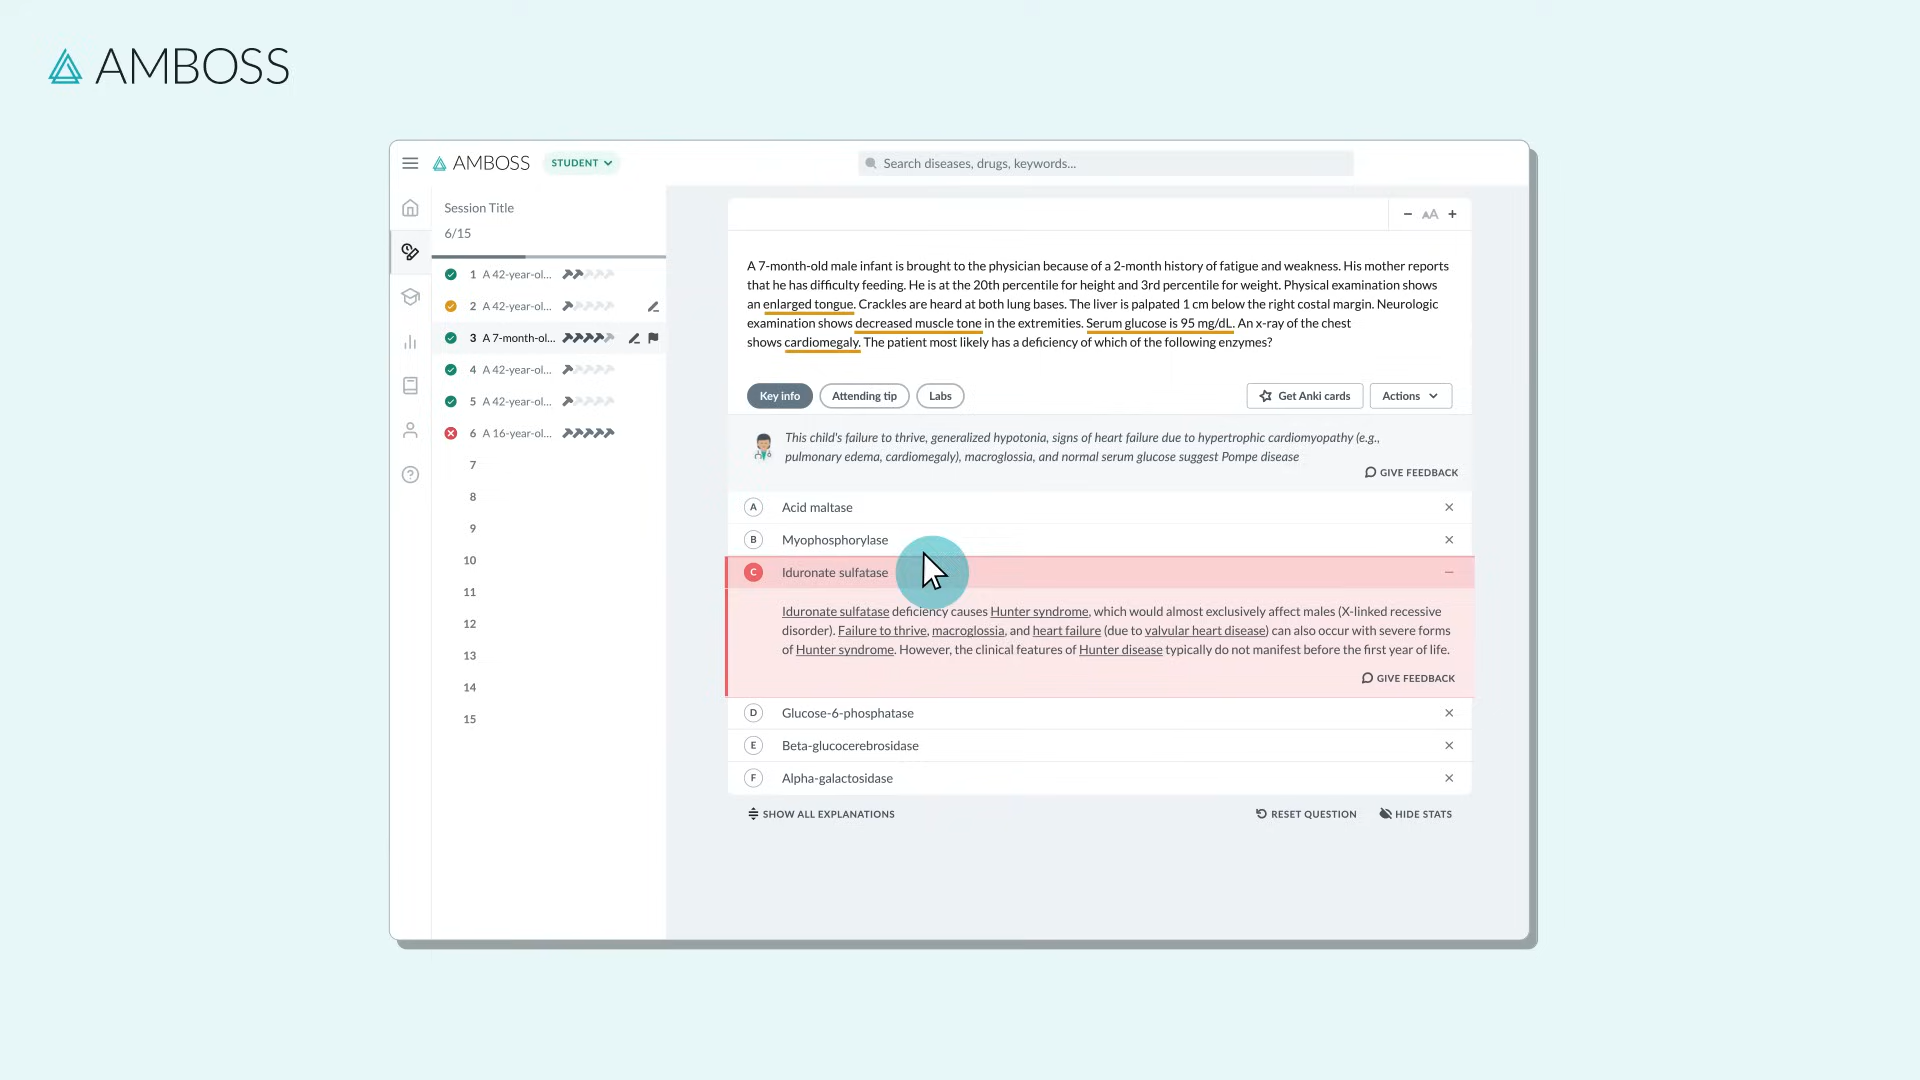 AMBOSS
AMBOSS
STUDENT
Search diseases, drugs, keywords...
Session Title
6/15
1 A 42-year-ol...
2 A 42-year-ol...
3 A 7-month-ol...
4 A 42-year-ol...
5 A 42-year-ol...
6 A 16-year-ol...
7
8
9
10
11
12
13
14
15
− AA +
A 7-month-old male infant is brought to the physician because of a 2-month history of fatigue and weakness. His mother reports
that he has difficulty feeding. He is at the 20th percentile for height and 3rd percentile for weight. Physical examination shows
an enlarged tongue. Crackles are heard at both lung bases. The liver is palpated 1 cm below the right costal margin. Neurologic
examination shows decreased muscle tone in the extremities. Serum glucose is 95 mg/dL. An x-ray of the chest
shows cardiomegaly. The patient most likely has a deficiency of which of the following enzymes?
Key info Attending tip Labs Get Anki cards Actions
This child's failure to thrive, generalized hypotonia, signs of heart failure due to hypertrophic cardiomyopathy (e.g.,
pulmonary edema, cardiomegaly), macroglossia, and normal serum glucose suggest Pompe disease
GIVE FEEDBACK
A Acid maltase
B Myophosphorylase
C Iduronate sulfatase
Iduronate sulfatase deficiency causes Hunter syndrome, which would almost exclusively affect males (X-linked recessive
disorder). Failure to thrive, macroglossia, and heart failure (due to valvular heart disease) can also occur with severe forms
of Hunter syndrome. However, the clinical features of Hunter disease typically do not manifest before the first year of life.
GIVE FEEDBACK
D Glucose-6-phosphatase
E Beta-glucocerebrosidase
F Alpha-galactosidase
SHOW ALL EXPLANATIONS RESET QUESTION HIDE STATS